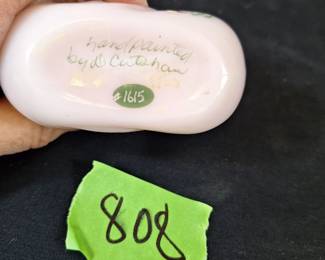 hand painted
by D Cutshaw
#1615
808